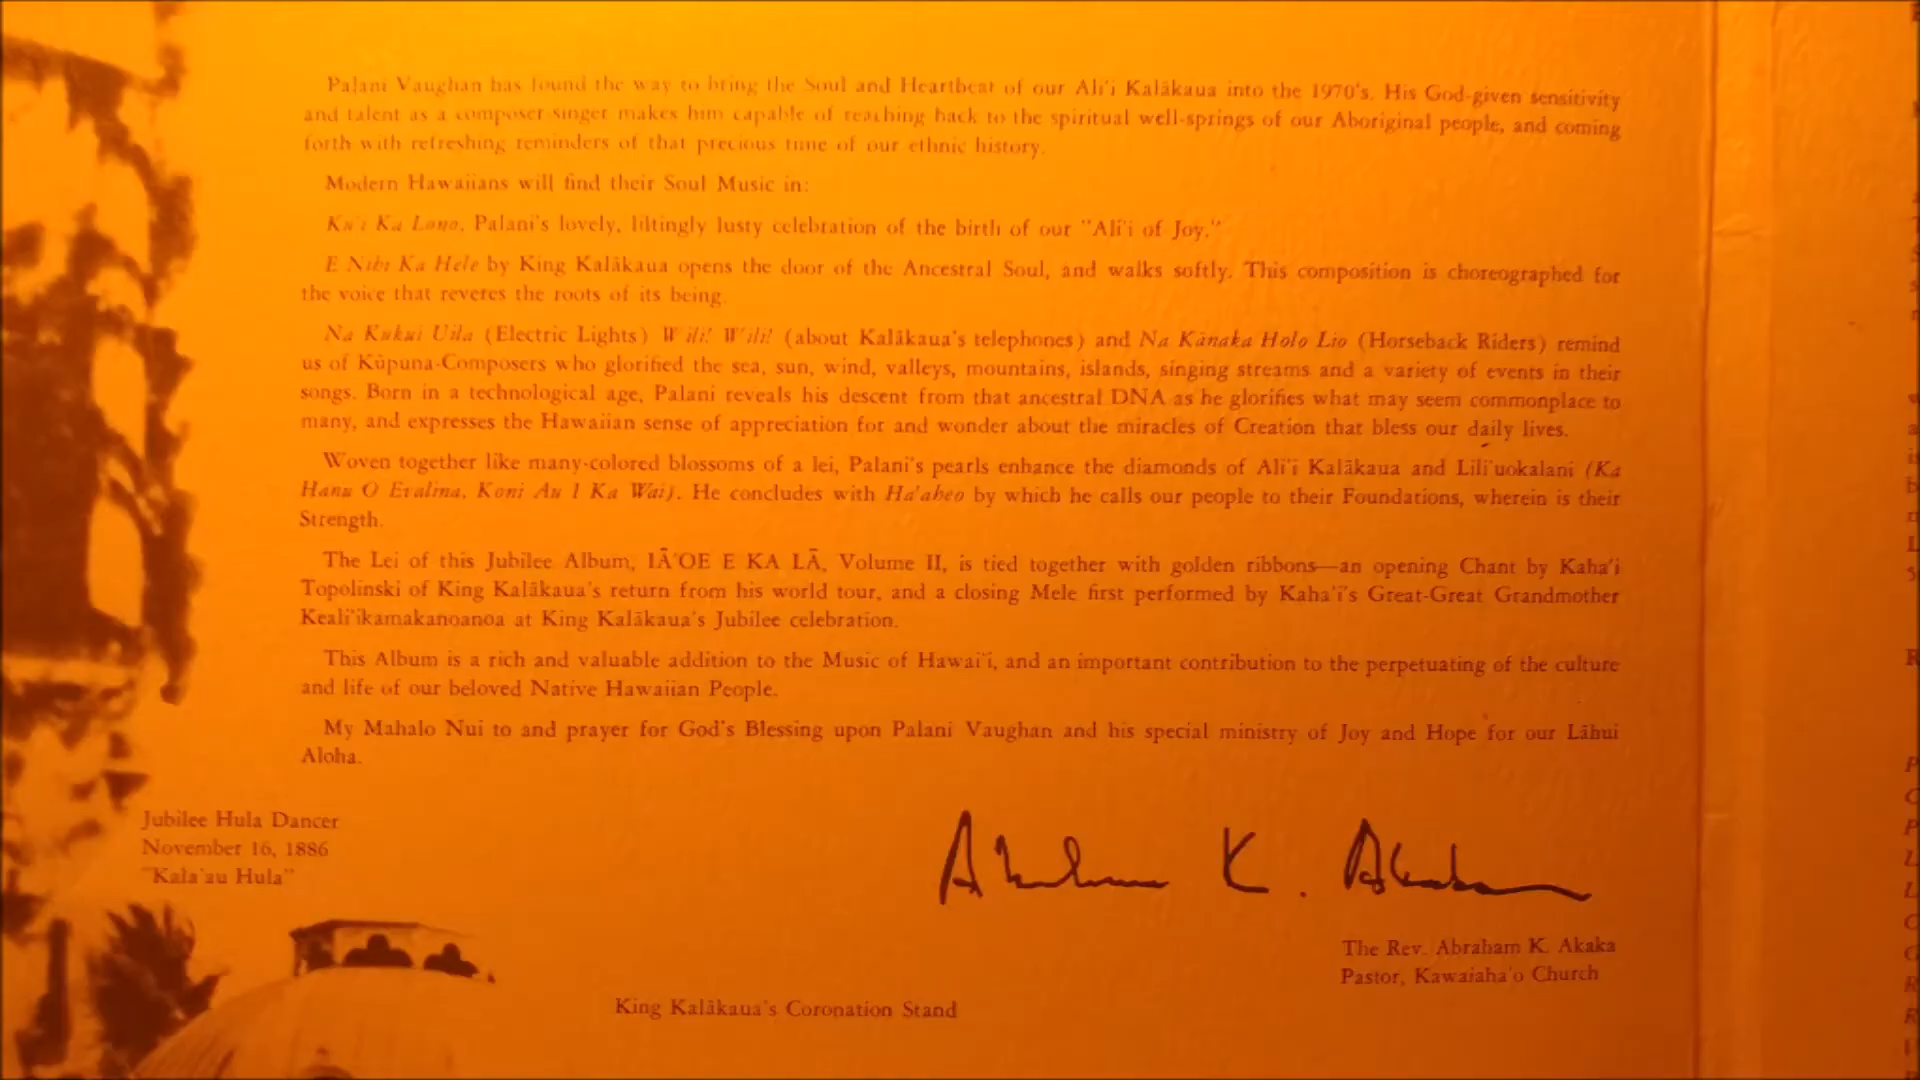 Palani Vaughan has found the way to bring the Soul and Heartbeat of our Ali'i Kalākaua into the 1970's. His God-given sensitivity
and talent as a composer-singer makes him capable of reaching back to the spiritual well-springs of our Aboriginal people, and coming
forth with refreshing reminders of that precious time of our ethnic history.
Modern Hawaiians will find their Soul Music in:
Ka'i Ka Lono, Palani's lovely, liltingly lusty celebration of the birth of our "Ali'i of Joy."
E Nihi Ka Hele by King Kalākaua opens the door of the Ancestral Soul, and walks softly. This composition is choreographed for
the voice that reveres the roots of its being.
Na Kukui Uila (Electric Lights) Wili! Wili! (about Kalākaua's telephones) and Na Kānaka Holo Lio (Horseback Riders) remind
us of Kūpuna-Composers who glorified the sea, sun, wind, valleys, mountains, islands, singing streams and a variety of events in their
songs. Born in a technological age, Palani reveals his descent from that ancestral DNA as he glorifies what may seem commonplace to
many, and expresses the Hawaiian sense of appreciation for and wonder about the miracles of Creation that bless our daily lives.
Woven together like many-colored blossoms of a lei, Palani's pearls enhance the diamonds of Ali'i Kalākaua and Lili'uokalani (Ka
Hanu O Evalina, Koni Au I Ka Wai). He concludes with Ha'aheo by which he calls our people to their Foundations, wherein is their
Strength.
The Lei of this Jubilee Album, IĀ'OE E KA LĀ, Volume II, is tied together with golden ribbons—an opening Chant by Kaha'i
Topolinski of King Kalākaua's return from his world tour, and a closing Mele first performed by Kaha'i's Great-Great Grandmother
Keali'ikamakanoanoa at King Kalākaua's Jubilee celebration.
This Album is a rich and valuable addition to the Music of Hawai'i, and an important contribution to the perpetuating of the culture
and life of our beloved Native Hawaiian People.
My Mahalo Nui to and prayer for God's Blessing upon Palani Vaughan and his special ministry of Joy and Hope for our Lāhui
Aloha.
Jubilee Hula Dancer
November 16, 1886
"Kala'au Hula"
Abraham K. Akaka
The Rev. Abraham K. Akaka
Pastor, Kawaiaha'o Church
King Kalākaua's Coronation Stand